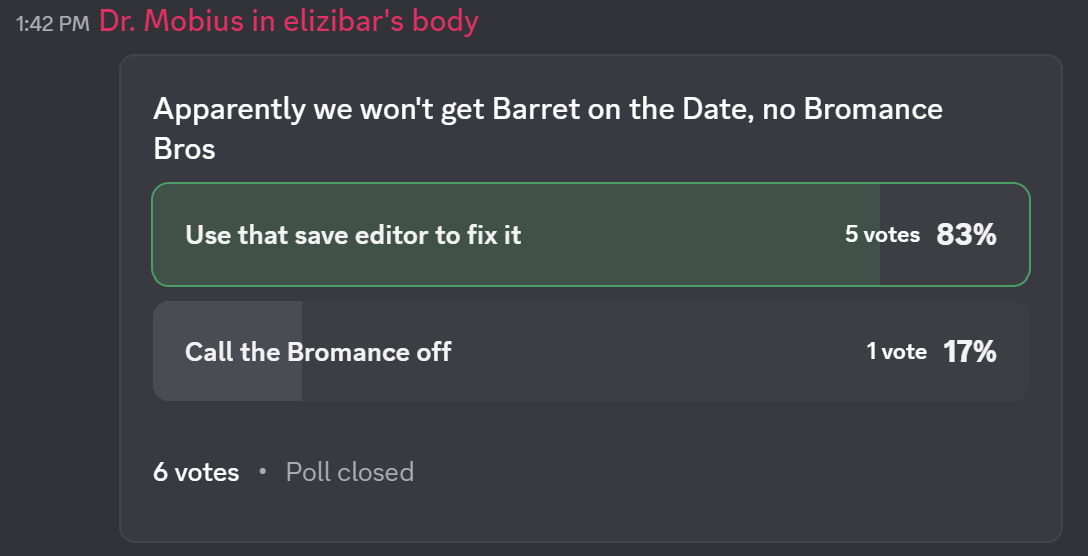 1:42 PM Dr. Mobius in elizibar's body
Apparently we won't get Barret on the Date, no Bromance
Bros
Use that save editor to fix it 5 votes 83%
Call the Bromance off 1 vote 17%
6 votes • Poll closed